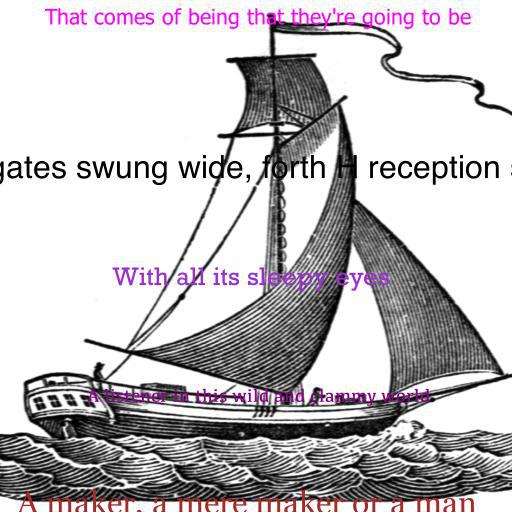 That comes of being that they're going to be
gates swung wide, forth H reception
With all its sleepy eyes
A listener in this wild and clammy world
A maker, a mere maker or a man